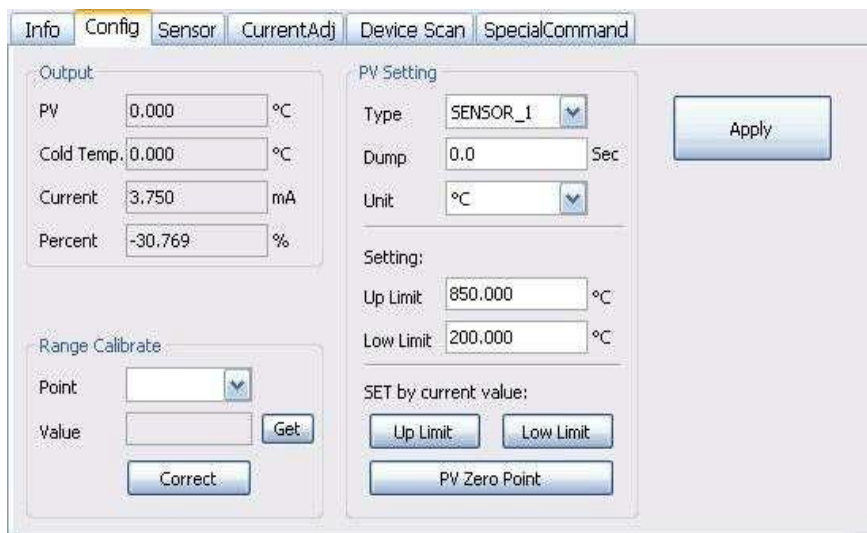 Info Config Sensor CurrentAdj Device Scan SpecialCommand
Output
PV 0.000 °C
Cold Temp. 0.000 °C
Current 3.750 mA
Percent -30.769 %
Range Calibrate
Point
Value Get
Correct
PV Setting
Type SENSOR_1
Dump 0.0 Sec
Unit °C
Setting:
Up Limit 850.000 °C
Low Limit 200.000 °C
SET by current value:
Up Limit Low Limit
PV Zero Point
Apply